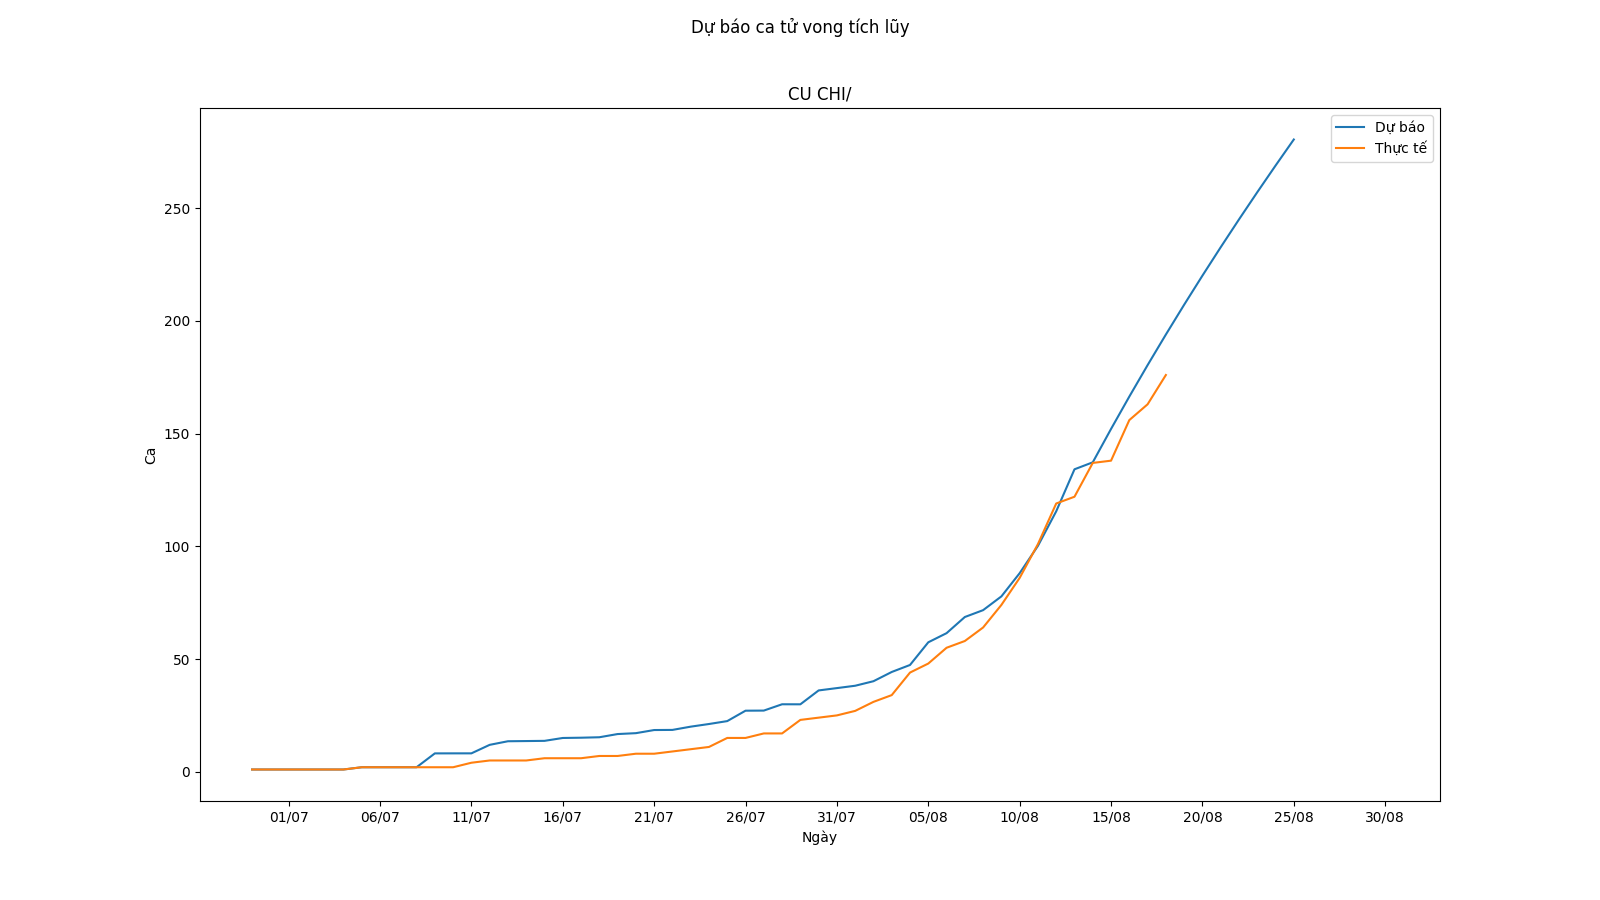 Dự báo ca tử vong tích lũy
CU CHI/
Dự báo
Thực tế
250
200
150
100
50
0
Ca
01/07 06/07 11/07 16/07 21/07 26/07 31/07 05/08 10/08 15/08 20/08 25/08 30/08
Ngày